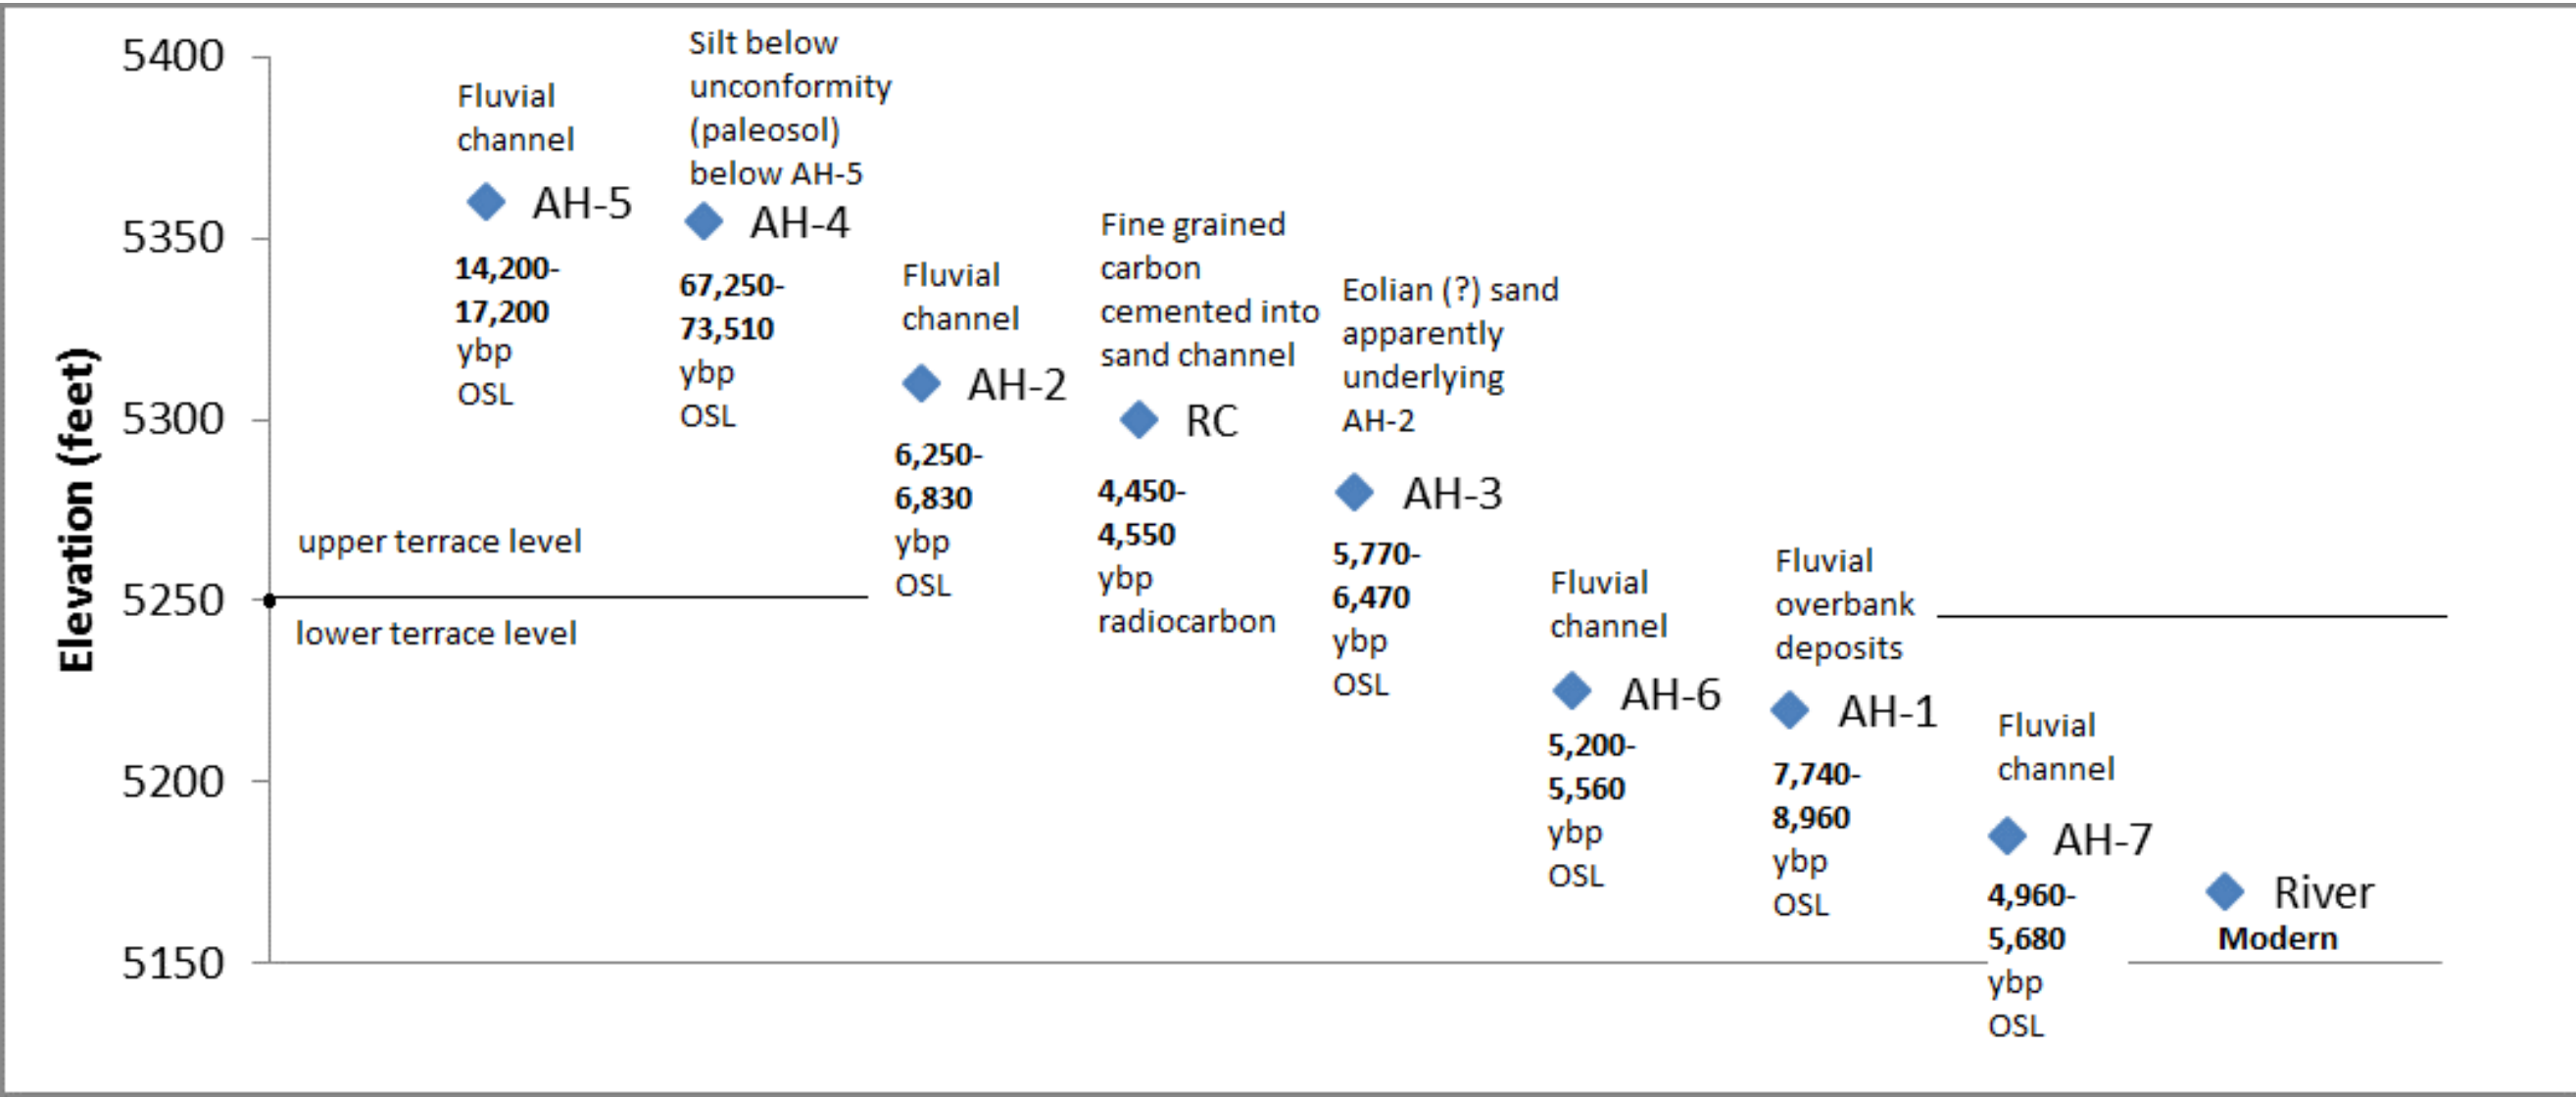 5400
5350
5300
5250
5200
5150
Elevation (feet)
upper terrace level
lower terrace level
Fluvial
channel
AH-5
14,200-
17,200
ybp
OSL
Silt below
unconformity
(paleosol)
below AH-5
AH-4
67,250-
73,510
ybp
OSL
Fluvial
channel
AH-2
6,250-
6,830
ybp
OSL
Fine grained
carbon
cemented into
sand channel
RC
4,450-
4,550
ybp
radiocarbon
Eolian (?) sand
apparently
underlying
AH-2
AH-3
5,770-
6,470
ybp
OSL
Fluvial
channel
AH-6
5,200-
5,560
ybp
OSL
Fluvial
overbank
deposits
AH-1
7,740-
8,960
ybp
OSL
Fluvial
channel
AH-7
4,960-
5,680
ybp
OSL
River
Modern